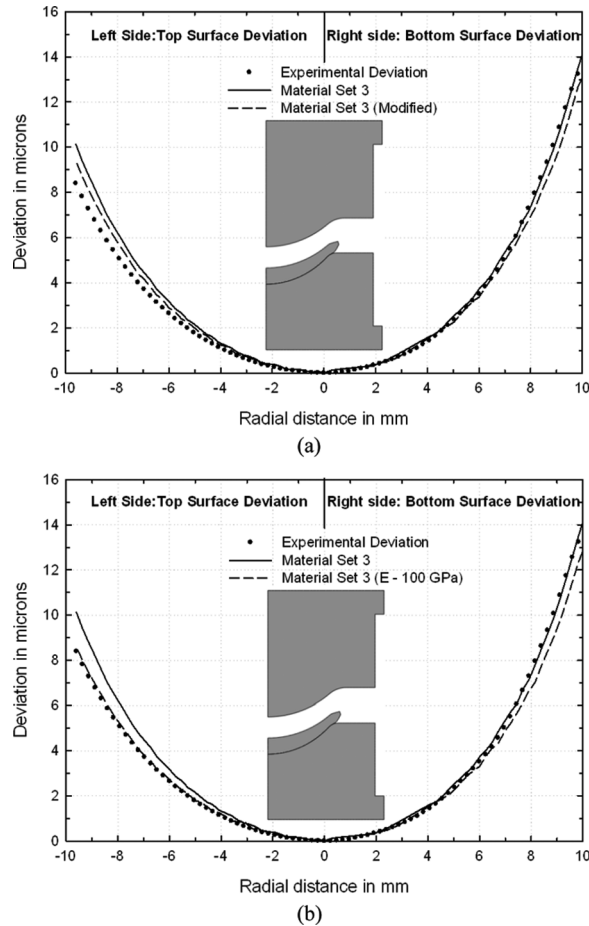 16
14
12
10
8
6
4
2
0
Deviation in microns
Left Side:Top Surface Deviation
Right side: Bottom Surface Deviation
Experimental Deviation
Material Set 3
Material Set 3 (Modified)
-10 -8 -6 -4 -2 0 2 4 6 8 10
Radial distance in mm
(a)
16
14
12
10
8
6
4
2
0
Deviation in microns
Left Side:Top Surface Deviation
Right side: Bottom Surface Deviation
Experimental Deviation
Material Set 3
Material Set 3 (E - 100 GPa)
-10 -8 -6 -4 -2 0 2 4 6 8 10
Radial distance in mm
(b)